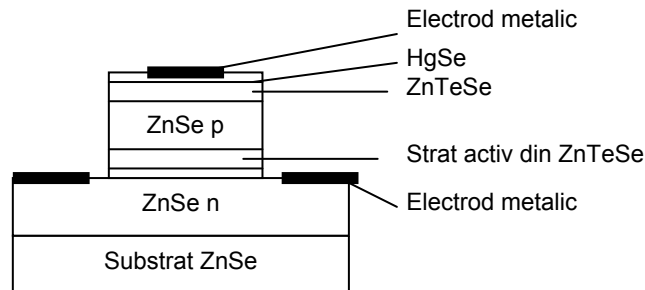 Electrod metalic
HgSe
ZnTeSe
ZnSe p
Strat activ din ZnTeSe
Electrod metalic
ZnSe n
Substrat ZnSe